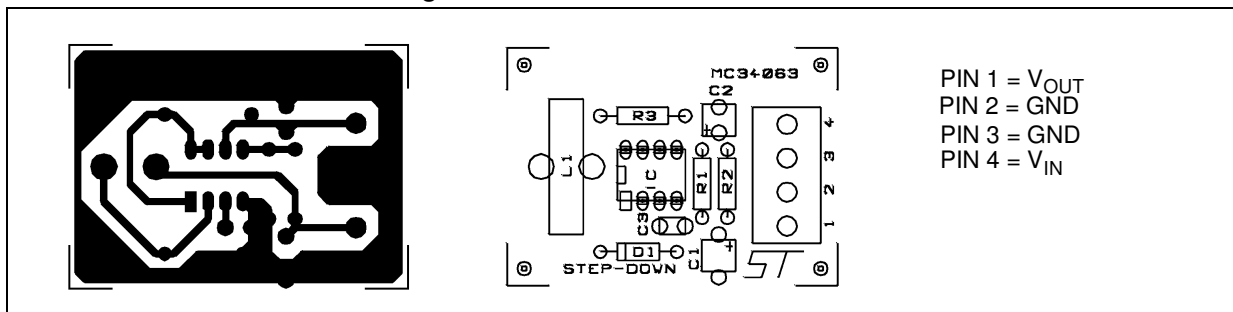 MC34063
C2
R3
4
3
2
1
L1
IC
R1
R2
C3
D1
C1
STEP-DOWN
ST
+
+
PIN 1 = VOUT
PIN 2 = GND
PIN 3 = GND
PIN 4 = VIN